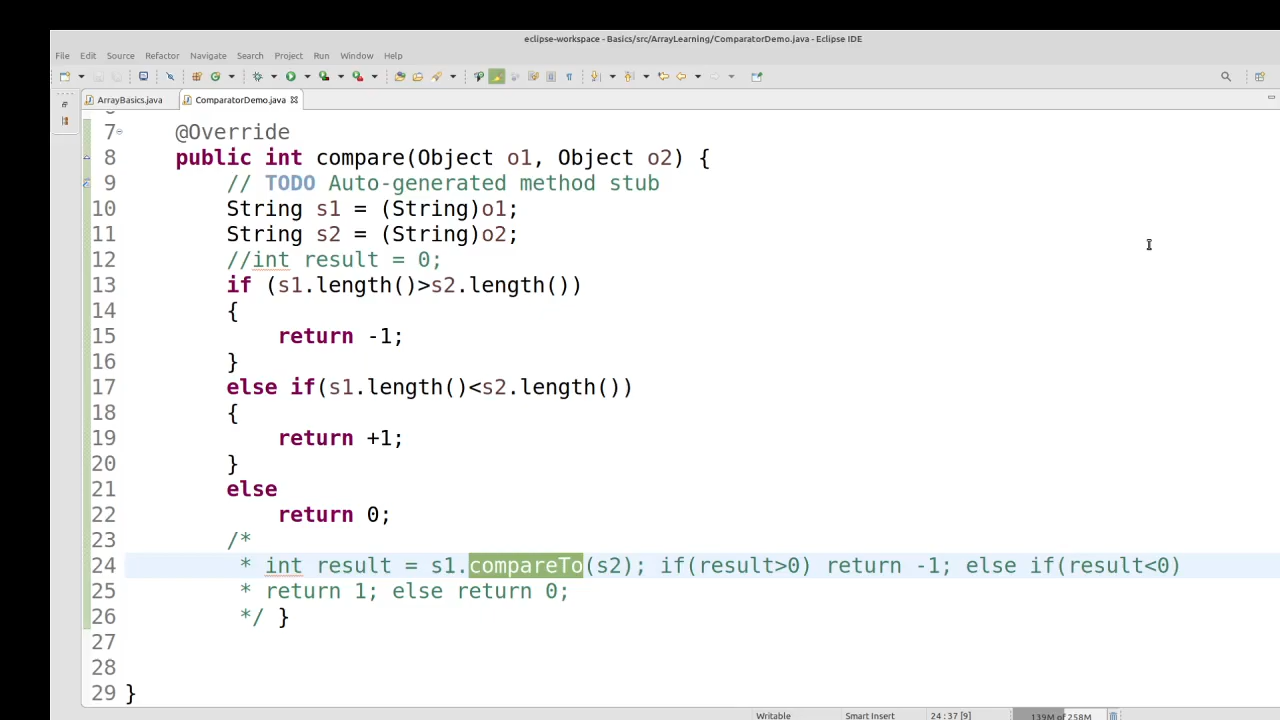 eclipse-workspace - Basics/src/ArrayLearning/ComparatorDemo.java - Eclipse IDE
File Edit Source Refactor Navigate Search Project Run Window Help
ArrayBasics.java ComparatorDemo.java
7 @Override
8 public int compare(Object o1, Object o2) {
9 // TODO Auto-generated method stub
10 String s1 = (String)o1;
11 String s2 = (String)o2;
12 //int result = 0;
13 if (s1.length()>s2.length())
14 {
15 return -1;
16 }
17 else if(s1.length()<s2.length())
18 {
19 return +1;
20 }
21 else
22 return 0;
23 /*
24 * int result = s1.compareTo(s2); if(result>0) return -1; else if(result<0)
25 * return 1; else return 0;
26 */ }
27
28
29 }
Writable Smart Insert 24 : 37 [9] 139M of 258M